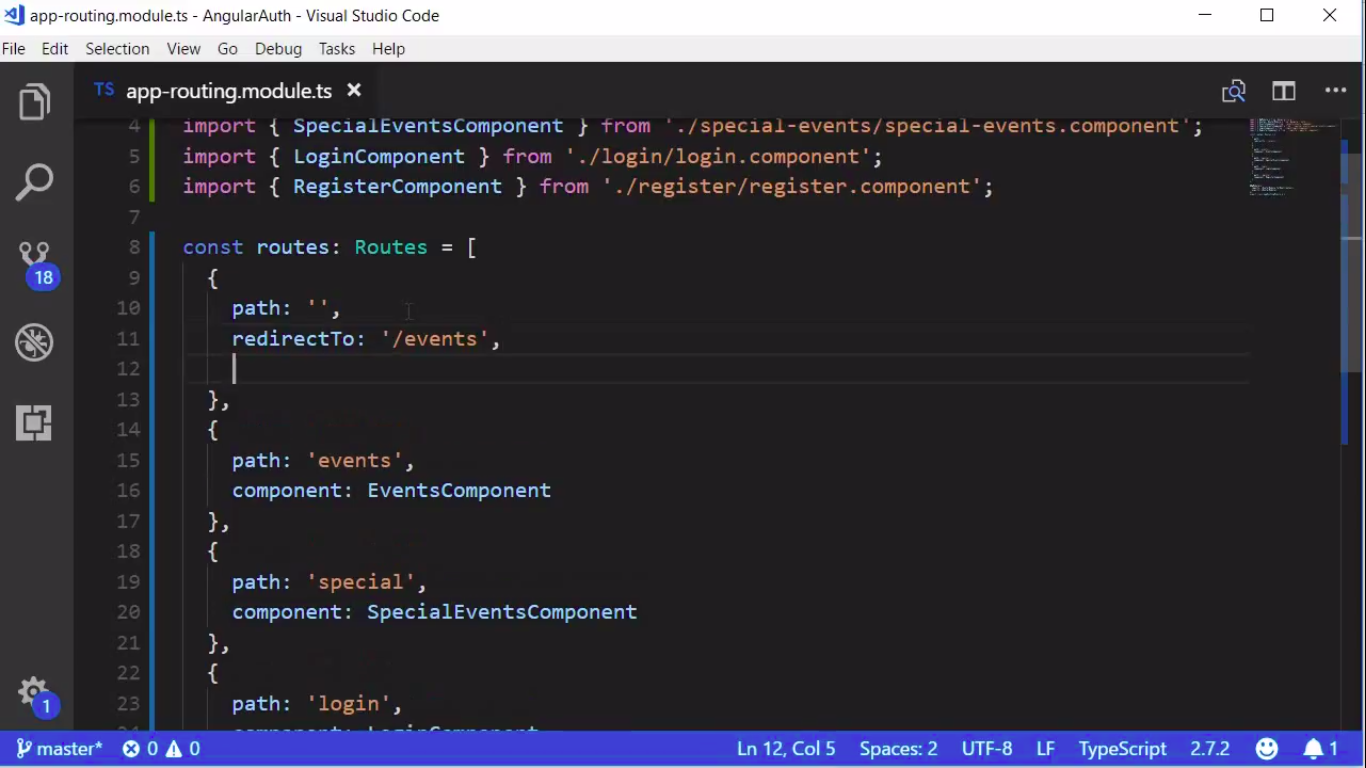 app-routing.module.ts - AngularAuth - Visual Studio Code
File Edit Selection View Go Debug Tasks Help
TS app-routing.module.ts
4 import { SpecialEventsComponent } from './special-events/special-events.component';
5 import { LoginComponent } from './login/login.component';
6 import { RegisterComponent } from './register/register.component';
7
8 const routes: Routes = [
9 {
10 path: '',
11 redirectTo: '/events',
12
13 },
14 {
15 path: 'events',
16 component: EventsComponent
17 },
18 {
19 path: 'special',
20 component: SpecialEventsComponent
21 },
22 {
23 path: 'login',
18
1
master* 0 0 Ln 12, Col 5 Spaces: 2 UTF-8 LF TypeScript 2.7.2 1